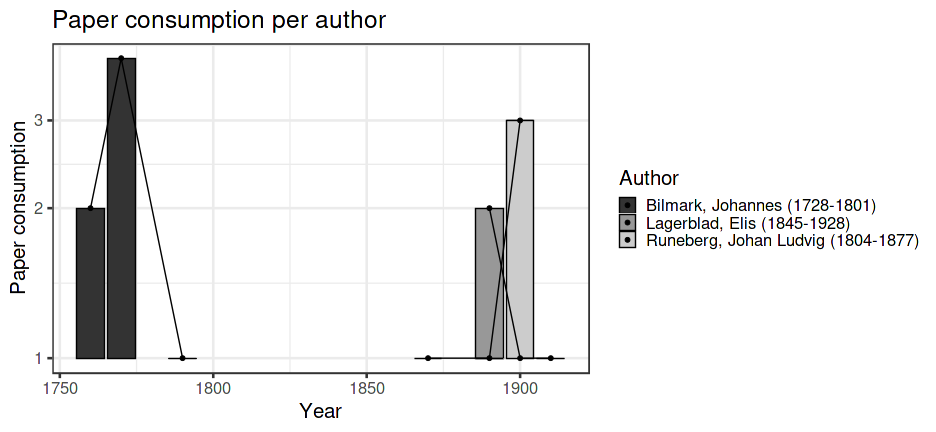 Paper consumption per author
Paper consumption
3
2
1
1750
1800
1850
1900
Year
Author
Bilmark, Johannes (1728-1801)
Lagerblad, Elis (1845-1928)
Runeberg, Johan Ludvig (1804-1877)